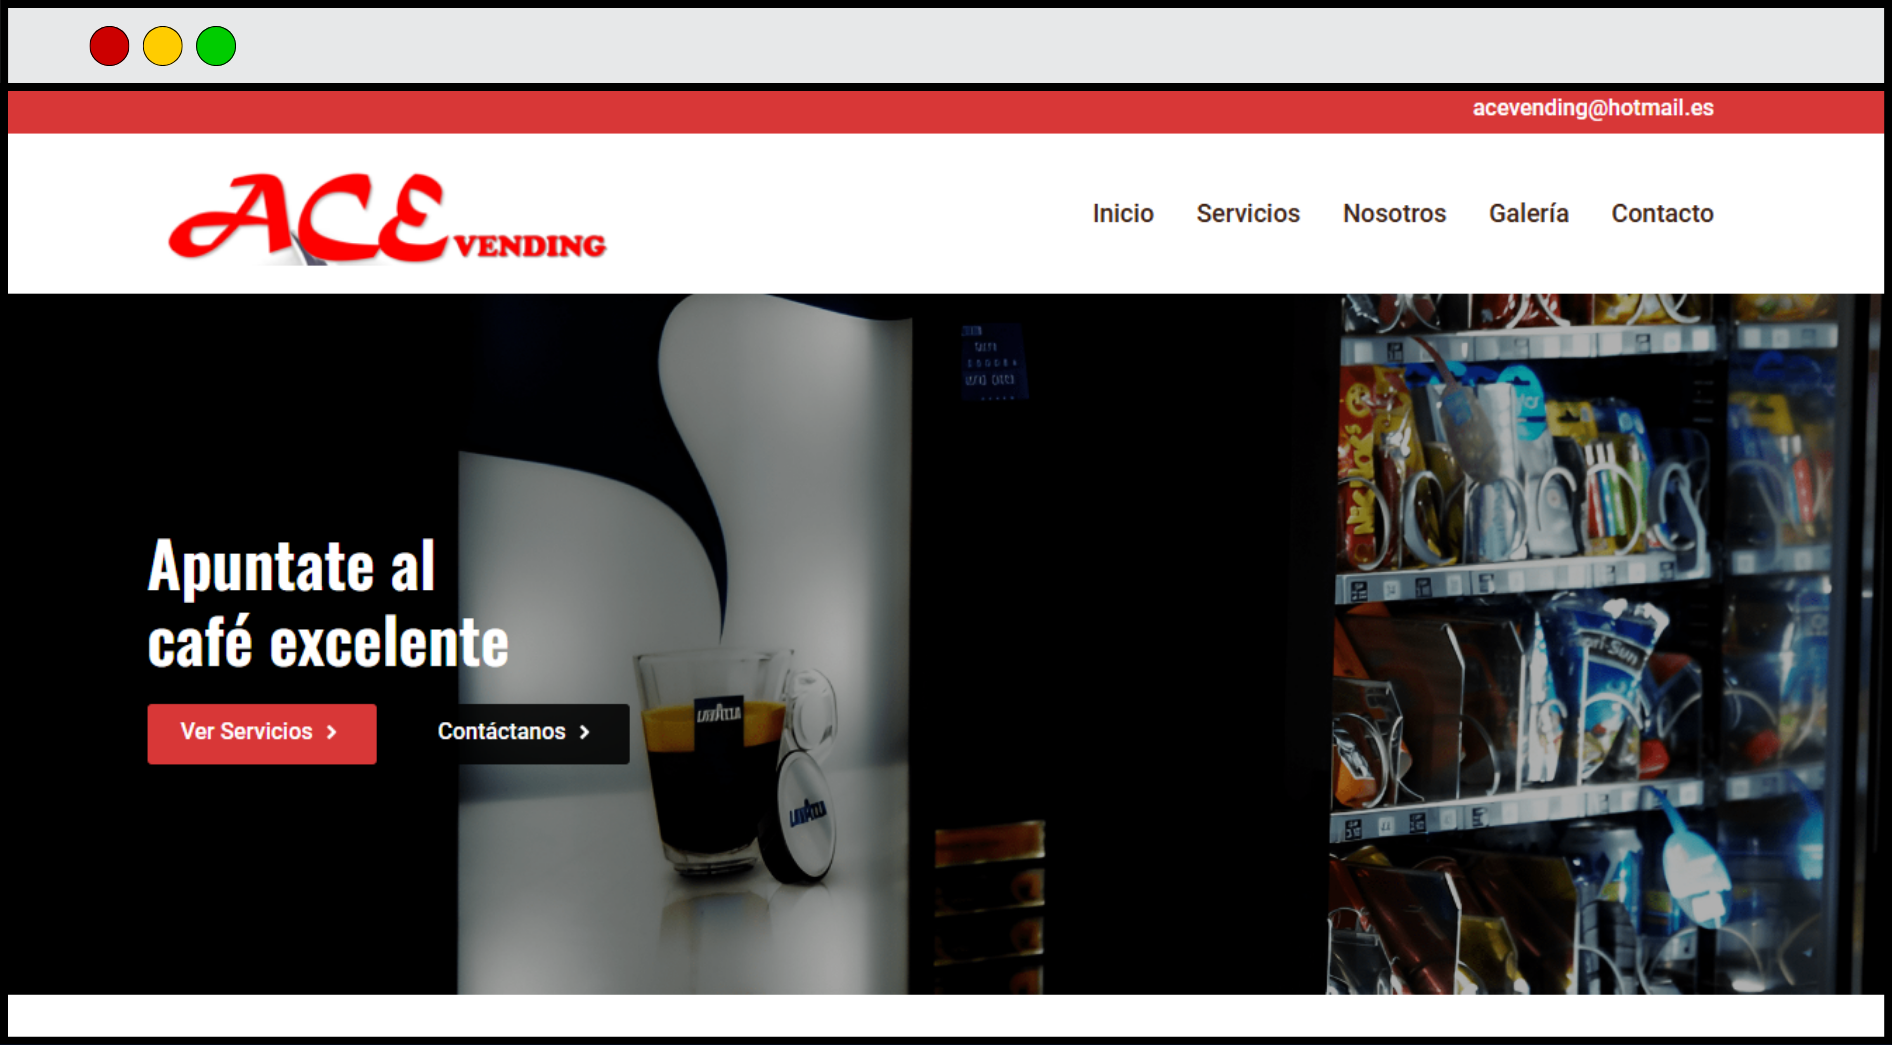 acevending@hotmail.es
ACE VENDING
Inicio Servicios Nosotros Galería Contacto
Apuntate al
café excelente
Ver Servicios
Contáctanos
LAVAZZA
LAVAZZA